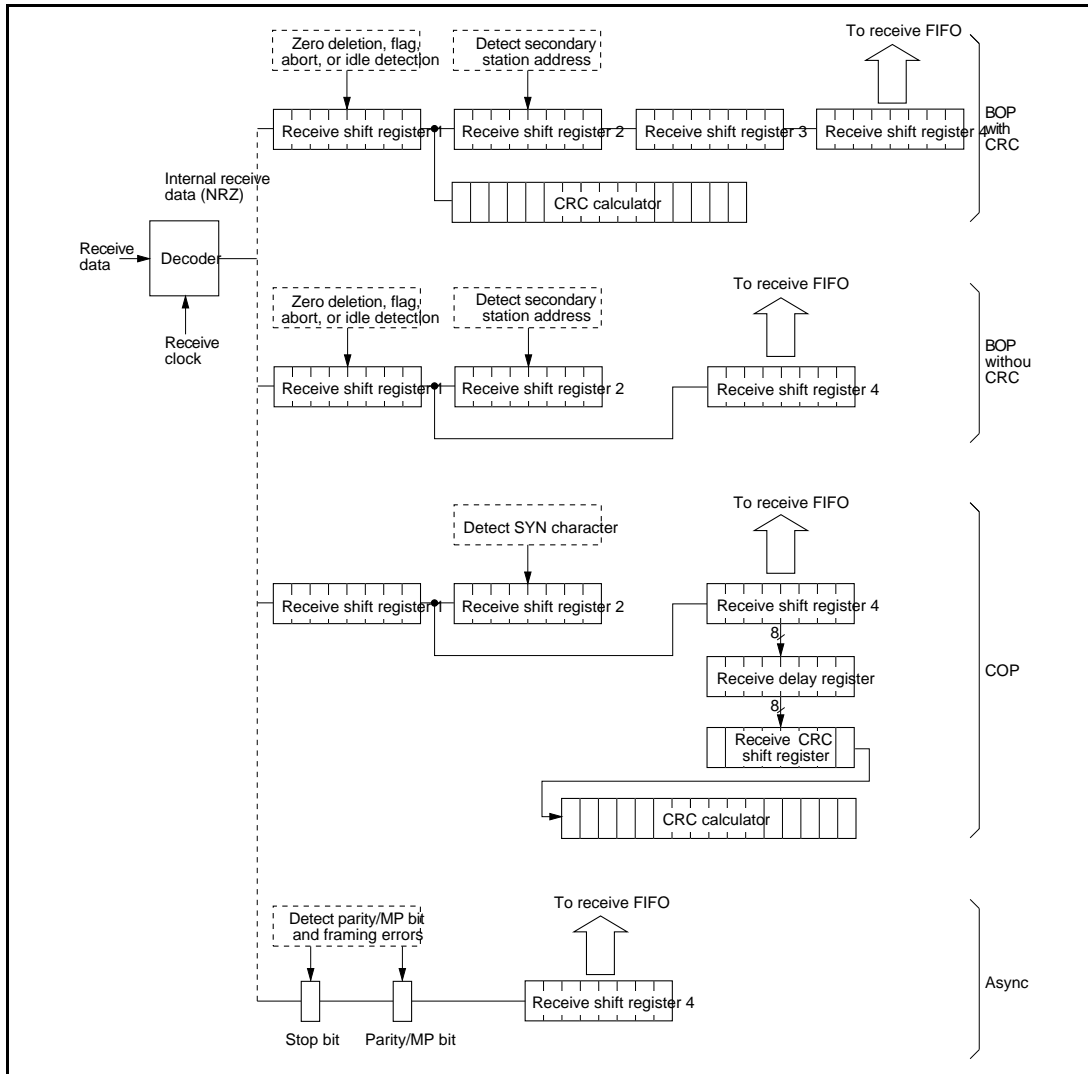 To receive FIFO
Zero deletion, flag,
abort, or idle detection
Detect secondary
station address
Receive shift register 1
Receive shift register 2
Receive shift register 3
Receive shift register 4
BOP
with
CRC
Internal receive
data (NRZ)
CRC calculator
Receive
data
Decoder
Receive
clock
Zero deletion, flag,
abort, or idle detection
Detect secondary
station address
To receive FIFO
Receive shift register 1
Receive shift register 2
Receive shift register 4
BOP
withou
CRC
To receive FIFO
Detect SYN character
Receive shift register 1
Receive shift register 2
Receive shift register 4
8
Receive delay register
8
Receive CRC
shift register
CRC calculator
COP
To receive FIFO
Detect parity/MP bit
and framing errors
Receive shift register 4
Stop bit
Parity/MP bit
Async